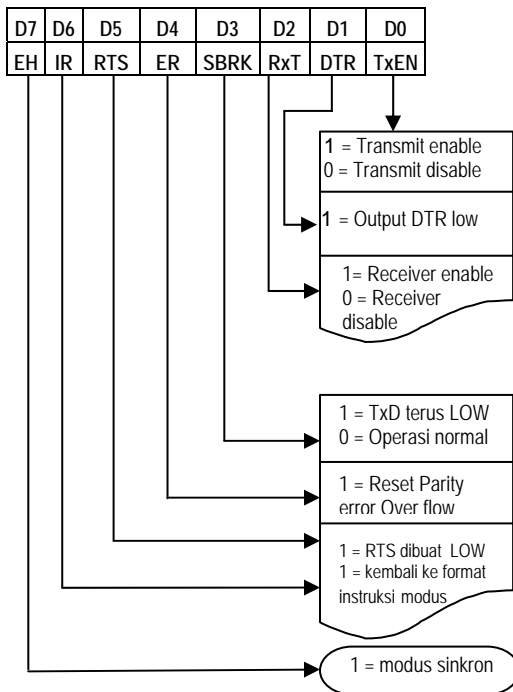 D7 D6 D5 D4 D3 D2 D1 D0
EH IR RTS ER SBRK RxT DTR TxEN
1 = Transmit enable
0 = Transmit disable
1 = Output DTR low
1= Receiver enable
0 = Receiver
disable
1 = TxD terus LOW
0 = Operasi normal
1 = Reset Parity
error Over flow
1 = RTS dibuat LOW
1 = kembali ke format
instruksi modus
1 = modus sinkron